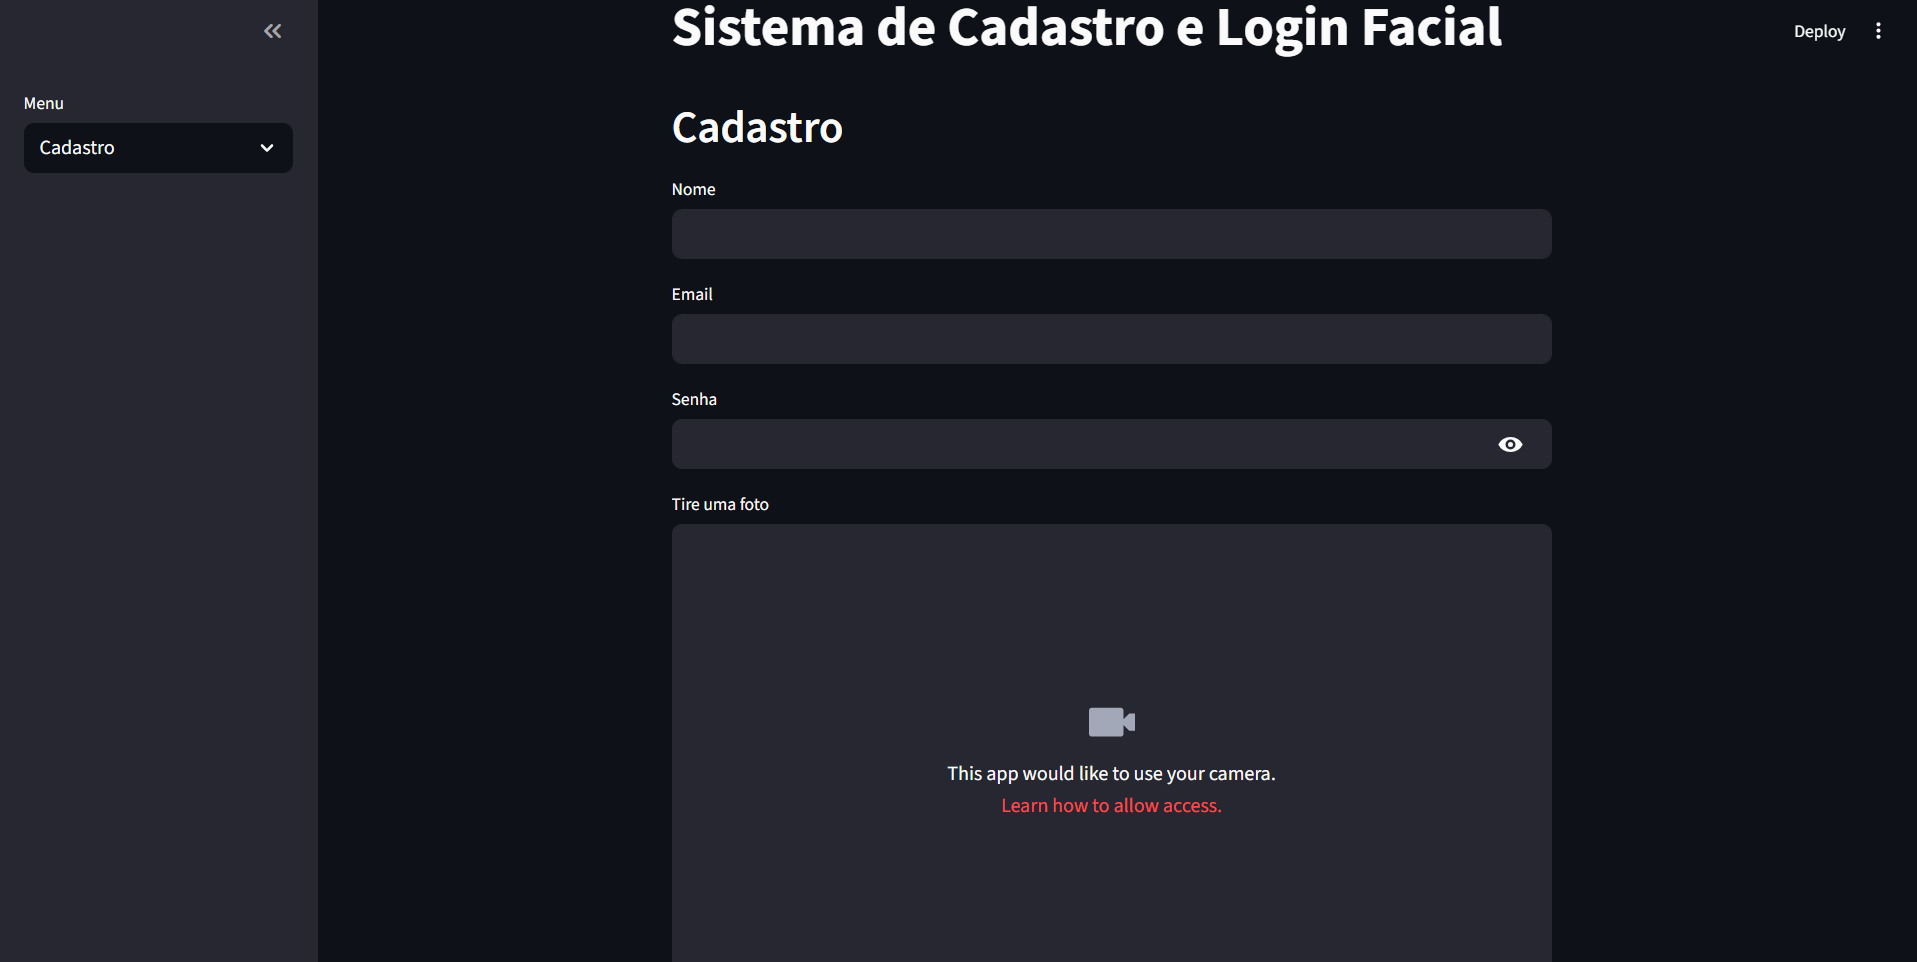 Menu
Cadastro
Sistema de Cadastro e Login Facial
Deploy
Cadastro
Nome
Email
Senha
Tire uma foto
This app would like to use your camera.
Learn how to allow access.